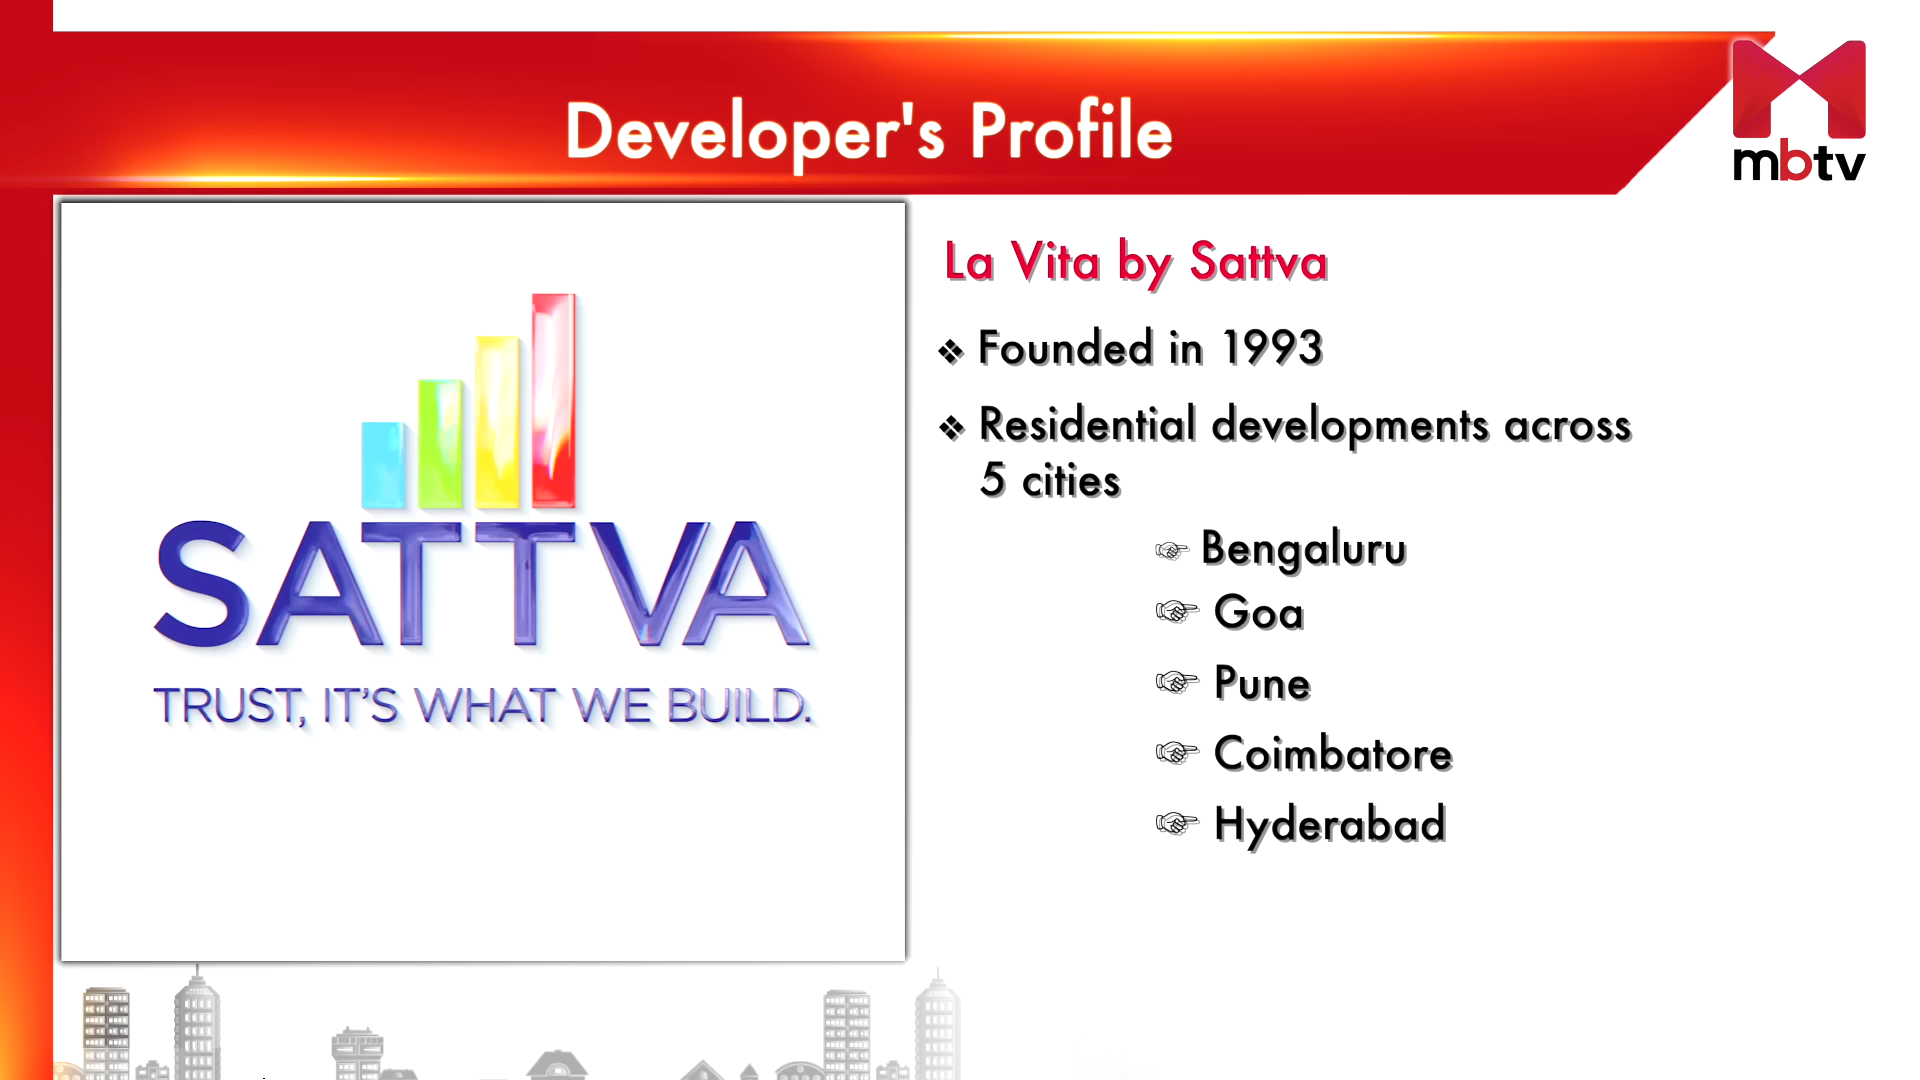 Developer's Profile
mbtv
SATTVA
TRUST, IT'S WHAT WE BUILD.
La Vita by Sattva
❖ Founded in 1993
❖ Residential developments across
5 cities
☞ Bengaluru
☞ Goa
☞ Pune
☞ Coimbatore
☞ Hyderabad